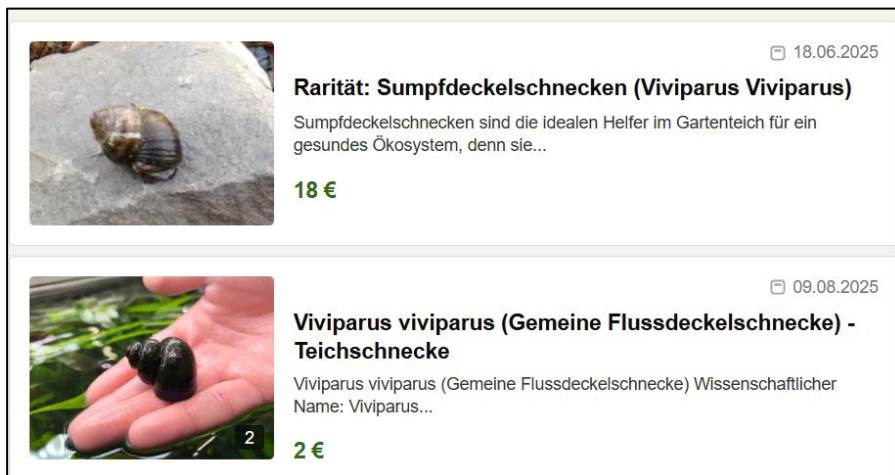 18.06.2025
Rarität: Sumpfdeckelschnecken (Viviparus Viviparus)
Sumpfdeckelschnecken sind die idealen Helfer im Gartenteich für ein
gesundes Ökosystem, denn sie...
18 €
09.08.2025
Viviparus viviparus (Gemeine Flussdeckelschnecke) -
Teichschnecke
Viviparus viviparus (Gemeine Flussdeckelschnecke) Wissenschaftlicher
Name: Viviparus...
2
2 €